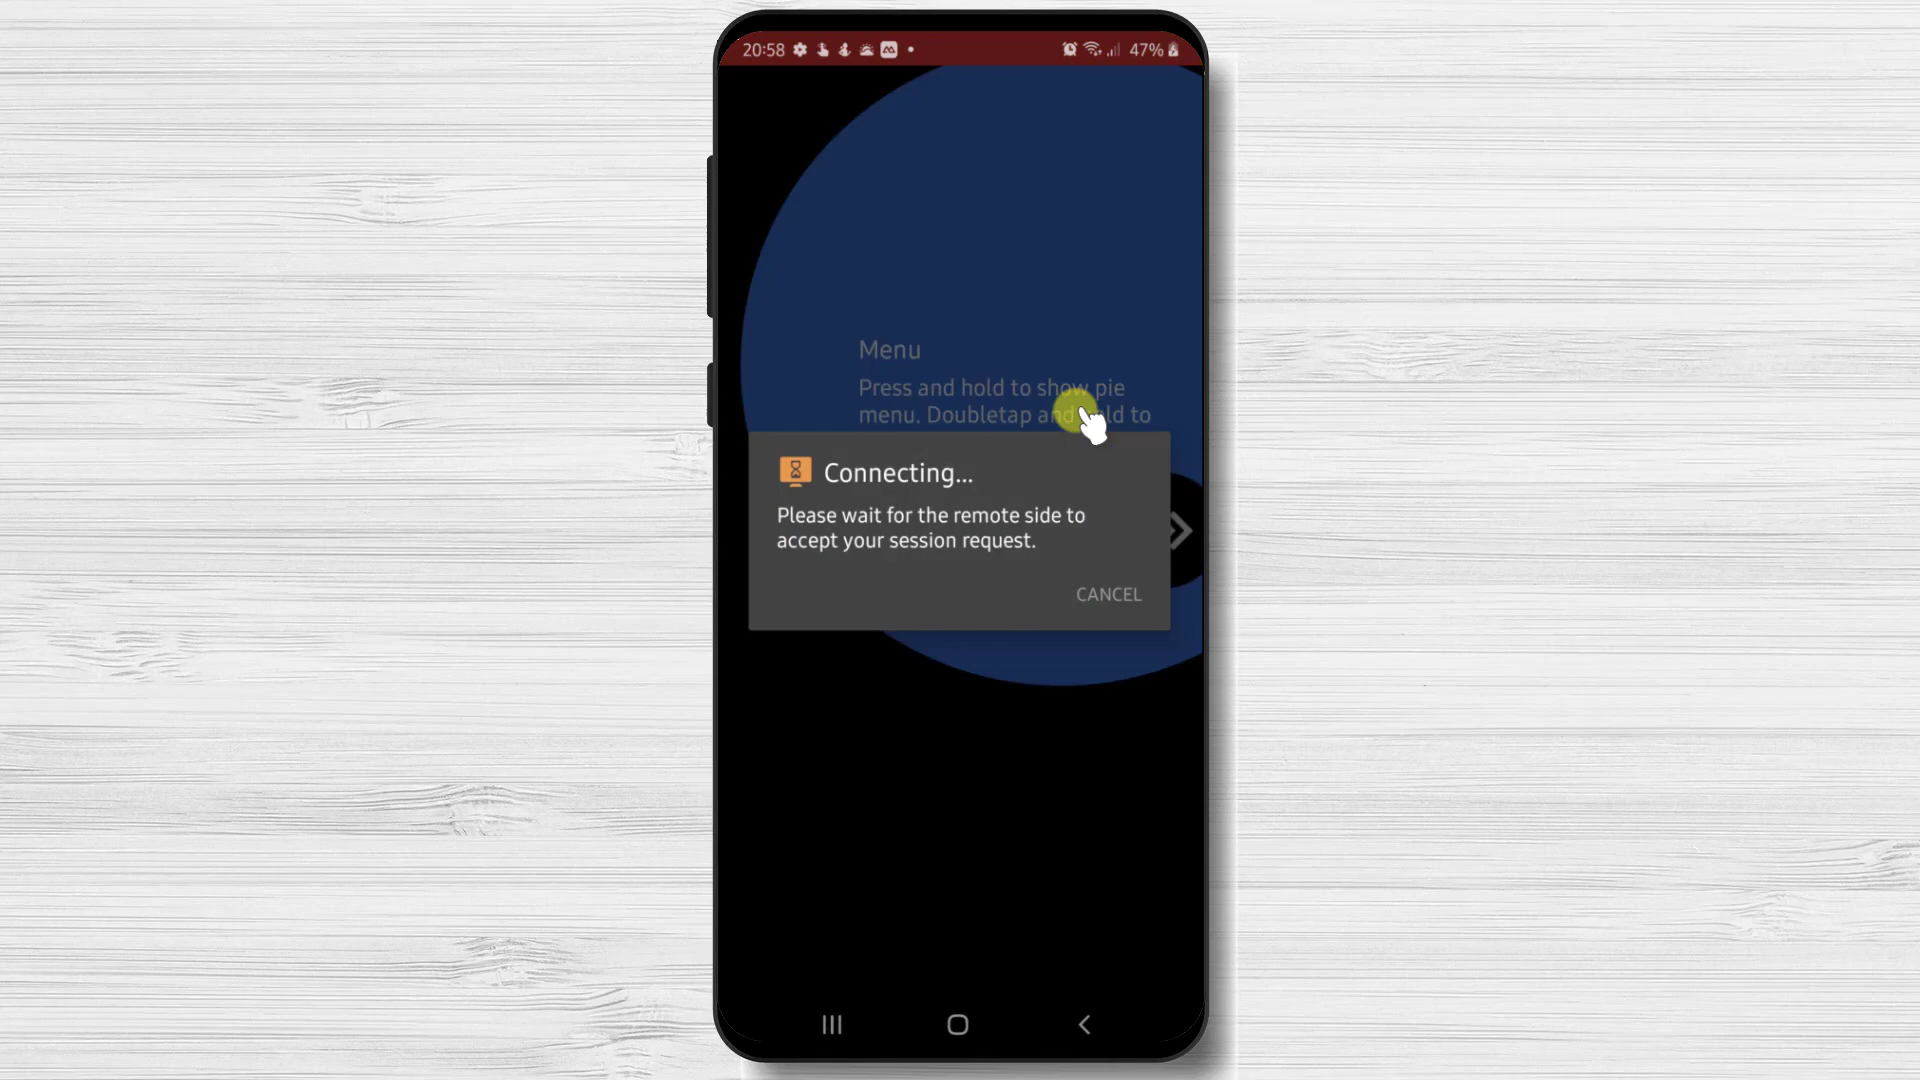 20:58
47%
Menu
Press and hold to show pie
menu. Doubletap and hold to
Connecting...
Please wait for the remote side to
accept your session request.
CANCEL